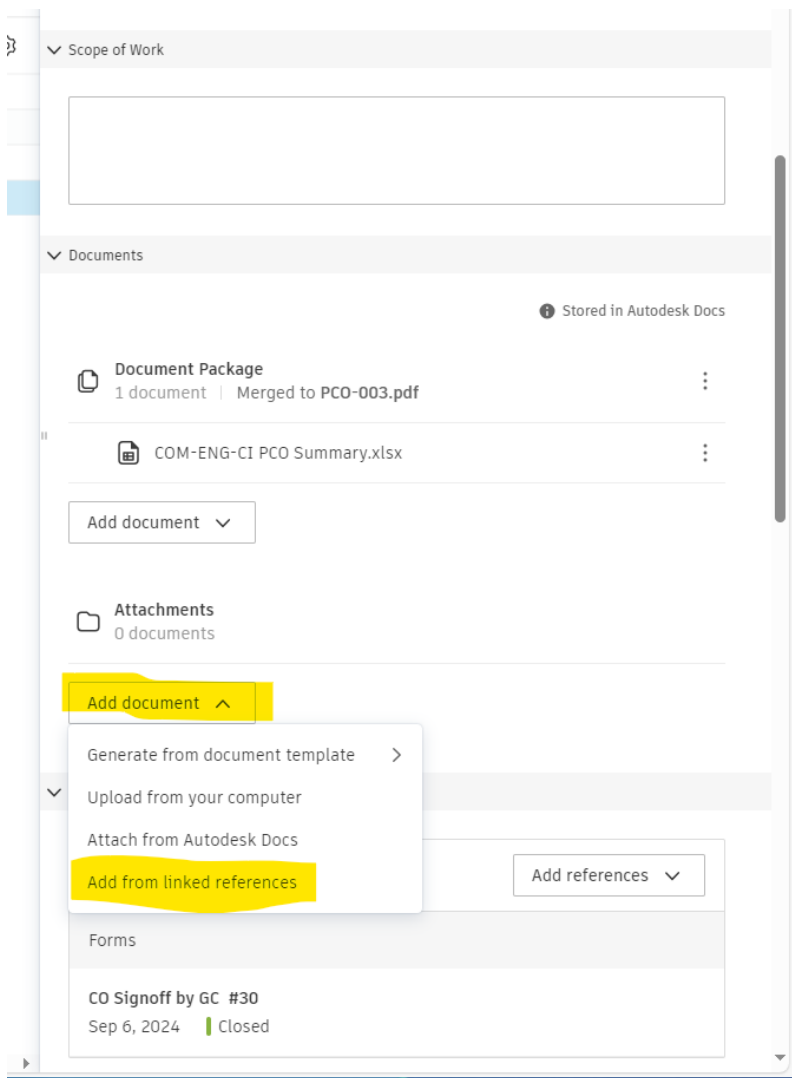 Scope of Work
Documents
Stored in Autodesk Docs
Document Package
1 document | Merged to PCO-003.pdf
COM-ENG-CI PCO Summary.xlsx
Add document
Attachments
0 documents
Add document
Generate from document template
Upload from your computer
Attach from Autodesk Docs
Add from linked references
Add references
Forms
CO Signoff by GC #30
Sep 6, 2024 Closed